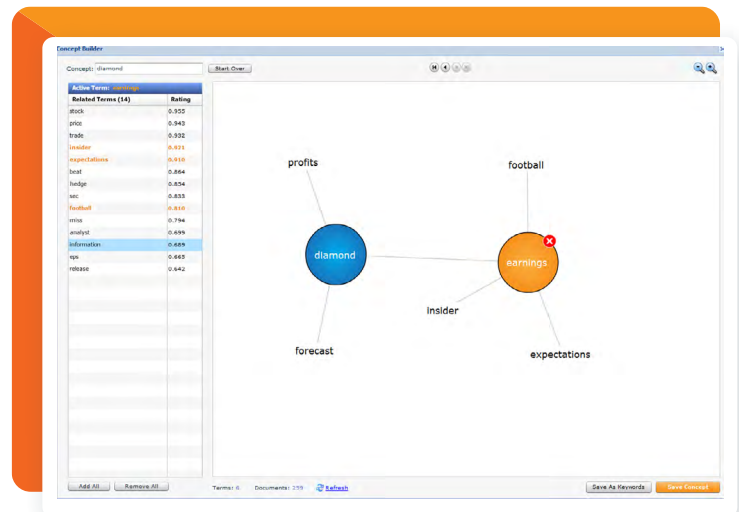 Concept Builder
Concept: diamond
Start Over
Active Term: earnings
Related Terms (14) Rating
stock 0.955
price 0.943
trade 0.932
insider 0.921
expectations 0.910
beat 0.864
hedge 0.854
sec 0.833
football 0.810
miss 0.794
analyst 0.699
information 0.689
eps 0.665
release 0.642
profits
football
diamond
earnings
insider
forecast
expectations
Add All
Remove All
Terms: 6 Documents: 239 Refresh
Save As Keywords
Save Concept